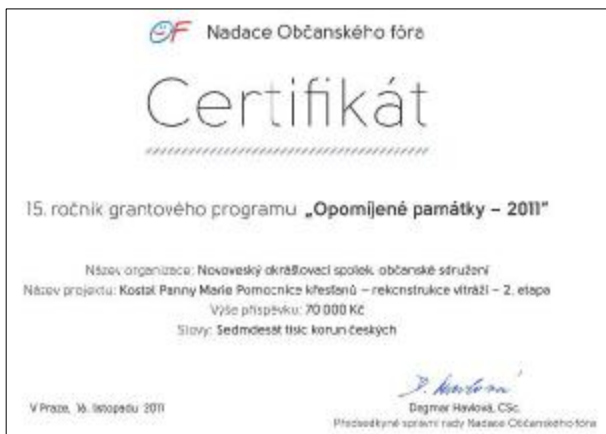 OF Nadace Občanského fóra
Certifikát
15. ročník grantového programu „Opomíjené památky – 2011"
Název organizace: Novoveský okrášlovací spolek, občanské sdružení
Název projektu: Kostel Panny Marie Pomocnice křesťanů – rekonstrukce vitráží – 2. etapa
Výše příspěvku: 70 000 Kč
Slovy: Sedmdesát tisíc korun českých
D. Havlová
V Praze, 16. listopadu 2011
Dagmar Havlová, CSc.
Předsedkyně správní rady Nadace Občanského fóra